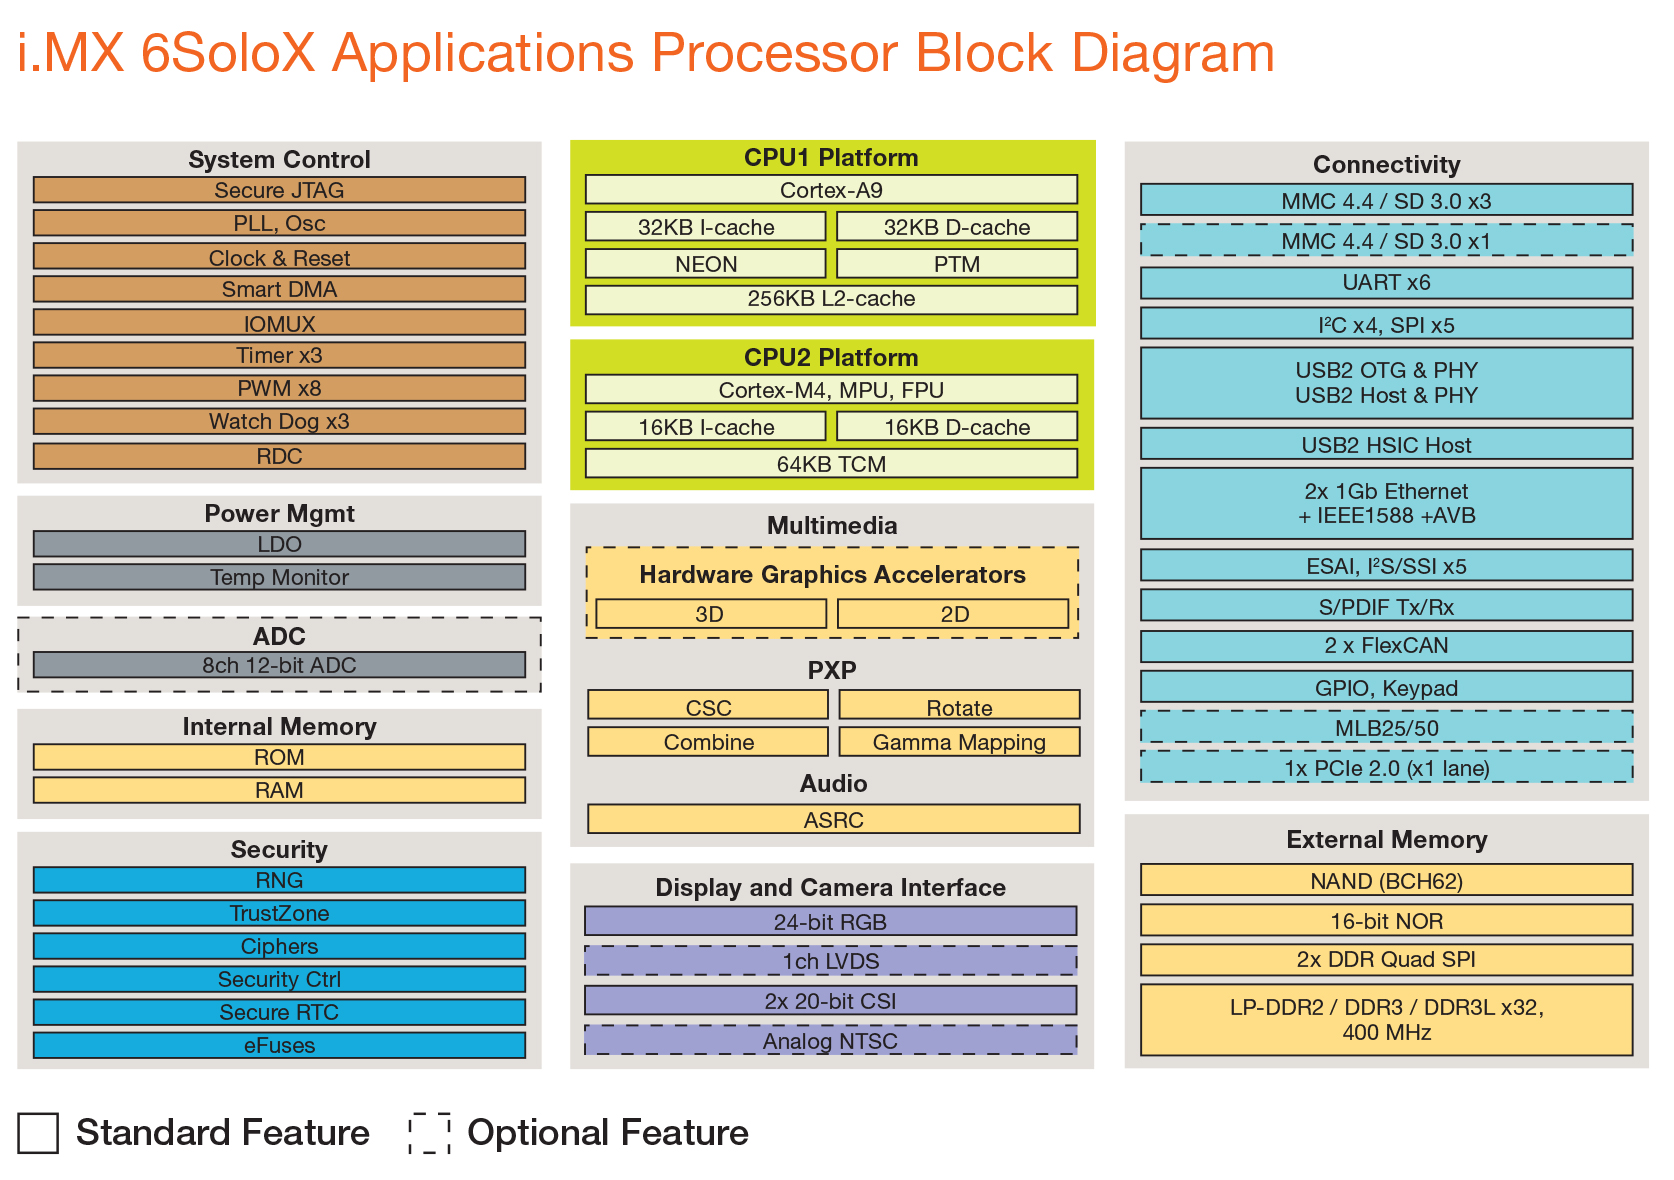 i.MX 6SoloX Applications Processor Block Diagram
System Control
Secure JTAG
PLL, Osc
Clock & Reset
Smart DMA
IOMUX
Timer x3
PWM x8
Watch Dog x3
RDC
Power Mgmt
LDO
Temp Monitor
ADC
8ch 12-bit ADC
Internal Memory
ROM
RAM
Security
RNG
TrustZone
Ciphers
Security Ctrl
Secure RTC
eFuses
CPU1 Platform
Cortex-A9
32KB I-cache
32KB D-cache
NEON
PTM
256KB L2-cache
CPU2 Platform
Cortex-M4, MPU, FPU
16KB I-cache
16KB D-cache
64KB TCM
Multimedia
Hardware Graphics Accelerators
3D
2D
PXP
CSC
Rotate
Combine
Gamma Mapping
Audio
ASRC
Display and Camera Interface
24-bit RGB
1ch LVDS
2x 20-bit CSI
Analog NTSC
Connectivity
MMC 4.4 / SD 3.0 x3
MMC 4.4 / SD 3.0 x1
UART x6
I²C x4, SPI x5
USB2 OTG & PHY
USB2 Host & PHY
USB2 HSIC Host
2x 1Gb Ethernet
+ IEEE1588 +AVB
ESAI, I²S/SSI x5
S/PDIF Tx/Rx
2 x FlexCAN
GPIO, Keypad
MLB25/50
1x PCIe 2.0 (x1 lane)
External Memory
NAND (BCH62)
16-bit NOR
2x DDR Quad SPI
LP-DDR2 / DDR3 / DDR3L x32,
400 MHz
Standard Feature
Optional Feature